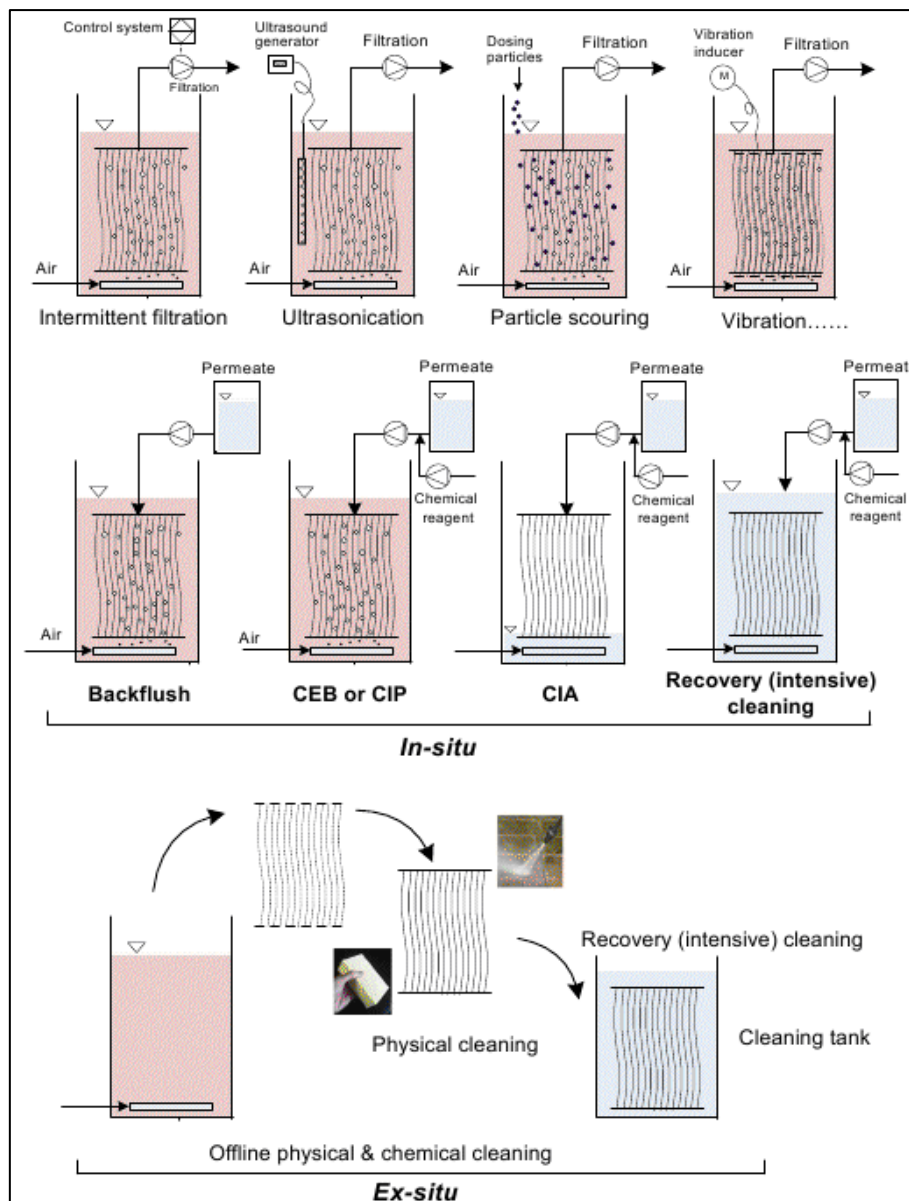 Control system
Filtration
Intermittent filtration
Air
Ultrasound
generator
Filtration
Ultrasonication
Air
Dosing
particles
Filtration
Particle scouring
Air
Vibration
inducer
M
Filtration
Vibration......
Air
Permeate
Air
Backflush
Permeate
Chemical
reagent
Air
CEB or CIP
Permeate
Chemical
reagent
CIA
Permeat
Chemical
reagent
Recovery (intensive)
cleaning
In-situ
Physical cleaning
Recovery (intensive) cleaning
Cleaning tank
Offline physical & chemical cleaning
Ex-situ